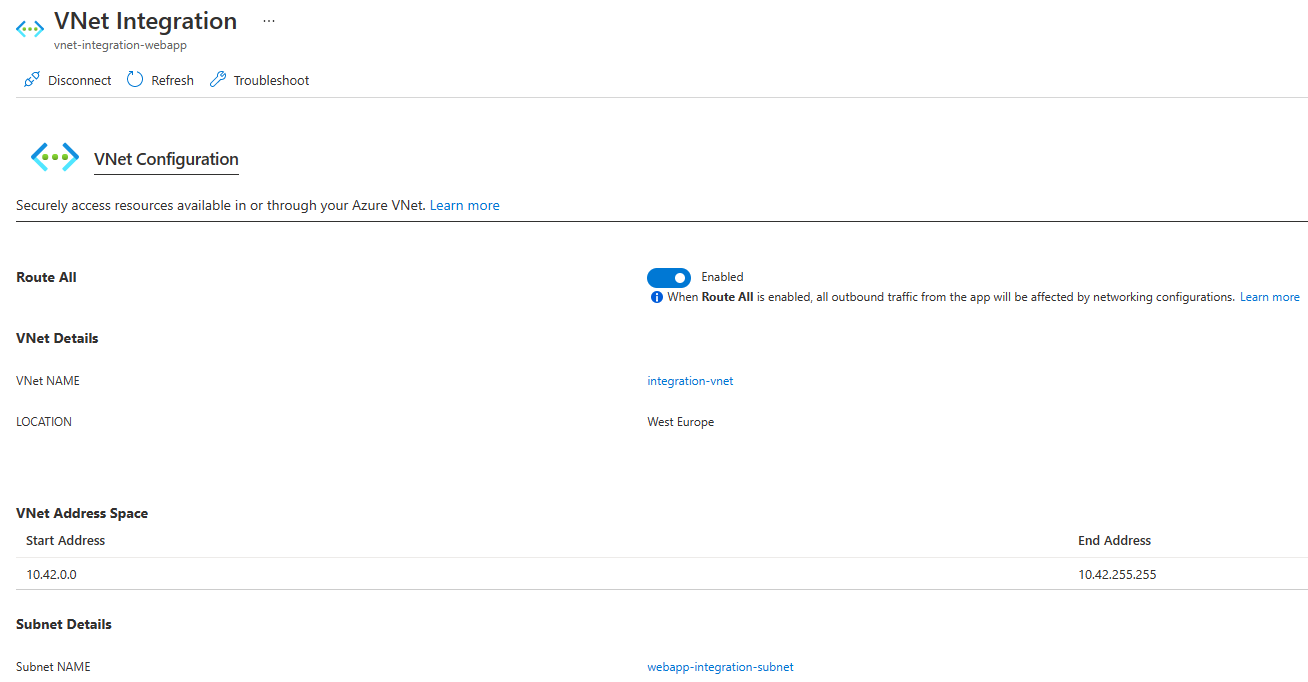 VNet Integration ...
vnet-integration-webapp
Disconnect Refresh Troubleshoot
VNet Configuration
Securely access resources available in or through your Azure VNet. Learn more
Route All Enabled
When Route All is enabled, all outbound traffic from the app will be affected by networking configurations. Learn more
VNet Details
VNet NAME integration-vnet
LOCATION West Europe
VNet Address Space
Start Address End Address
10.42.0.0 10.42.255.255
Subnet Details
Subnet NAME webapp-integration-subnet